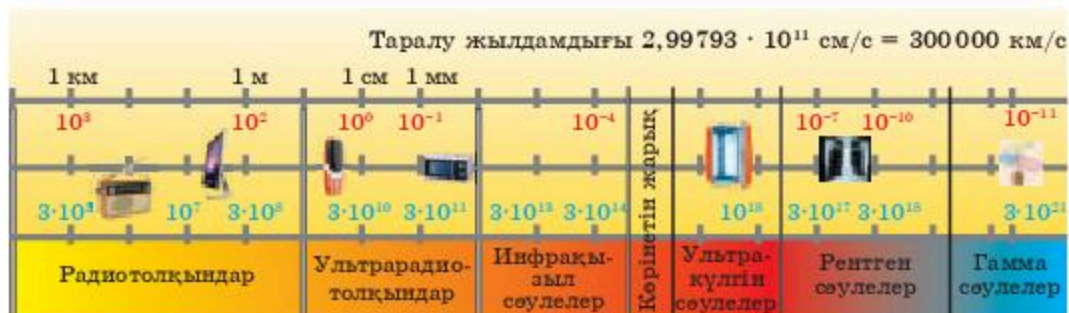 Таралу жылдамдығы 2,99793 · 10¹¹ см/с = 300 000 км/с
1 км 1 м 1 см 1 мм
10³ 10² 10⁰ 10⁻¹ 10⁻⁴ 10⁻⁷ 10⁻¹⁰ 10⁻¹¹
10⁷ 3·10⁸ 3·10¹⁰ 3·10¹¹ 3·10¹³ 3·10¹⁴ 10¹⁸ 3·10¹⁷ 3·10¹⁸ 3·10²¹
Радиотолқындар
Ультрарадио-
толқындар
Инфрақы-
зыл
сәулелер
Көрінетін жарық
Ультра-
күлгін
сәулелер
Рентген
сәулелер
Гамма
сәулелер